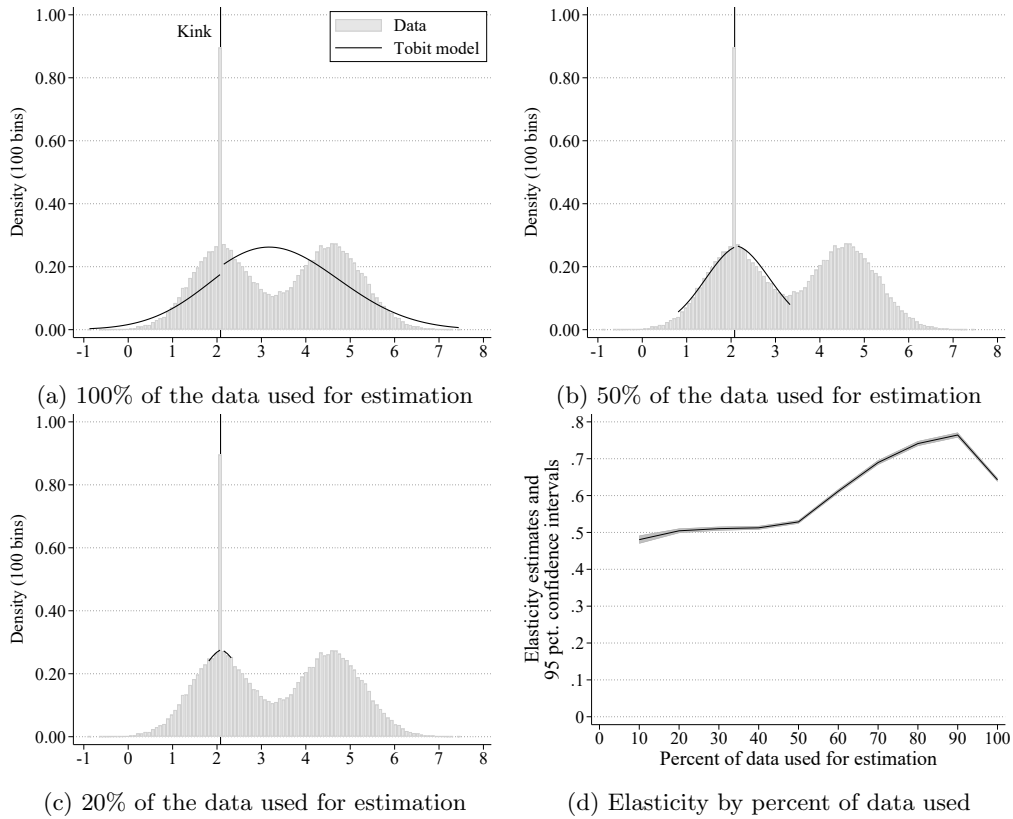 1.00
0.80
0.60
0.40
0.20
0.00
Density (100 bins)
Kink
Data
Tobit model
-1 0 1 2 3 4 5 6 7 8
(a) 100% of the data used for estimation
1.00
0.80
0.60
0.40
0.20
0.00
Density (100 bins)
-1 0 1 2 3 4 5 6 7 8
(b) 50% of the data used for estimation
1.00
0.80
0.60
0.40
0.20
0.00
Density (100 bins)
-1 0 1 2 3 4 5 6 7 8
(c) 20% of the data used for estimation
.8
.7
.6
.5
.4
.3
.2
.1
0
Elasticity estimates and
95 pct. confidence intervals
0 10 20 30 40 50 60 70 80 90 100
Percent of data used for estimation
(d) Elasticity by percent of data used